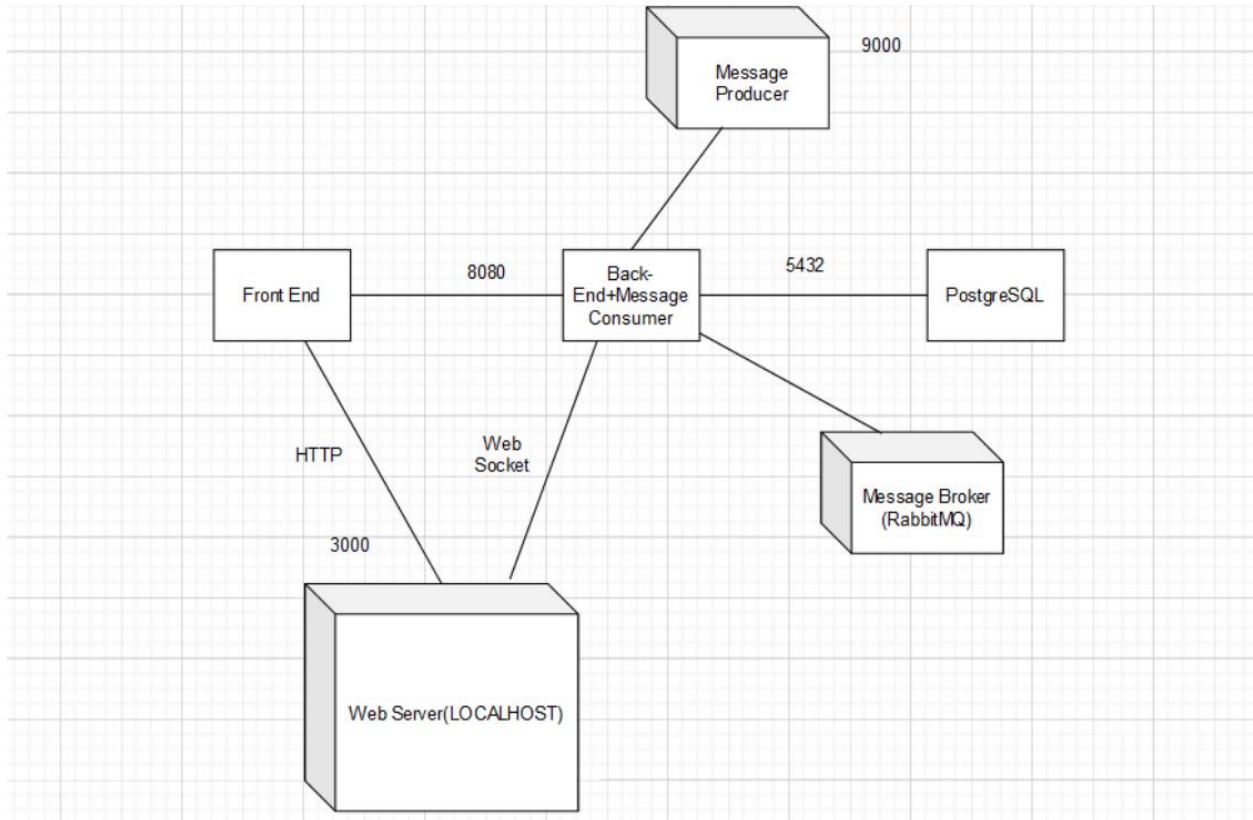 9000
Message
Producer
8080
5432
Front End
Back-
End+Message
Consumer
PostgreSQL
HTTP
Web
Socket
Message Broker
(RabbitMQ)
3000
Web Server(LOCALHOST)